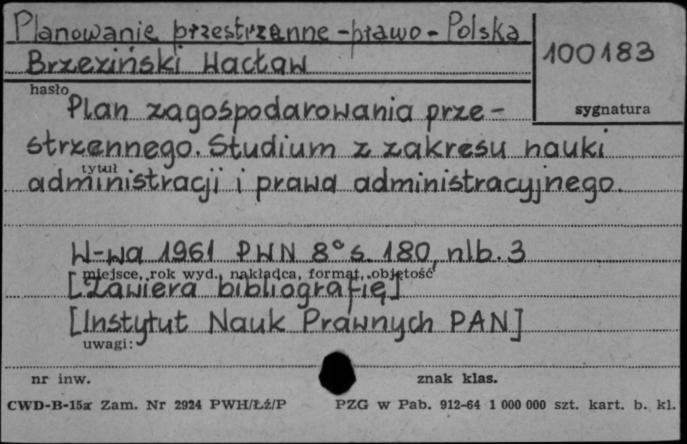 Planowanie przestrzenne - prawo - Polska
Brzeziński Wacław
100183
hasło
sygnatura
Plan zagospodarowania prze-
strzennego. Studium z zakresu nauki
tytuł
administracji i prawa administracyjnego.
W-wa 1961 PWN 8° s. 180, nlb. 3
miejsce, rok wyd., nakładca, format, objętość
[Zawiera bibliografię]
[Instytut Nauk Prawnych PAN]
uwagi:
nr inw.
znak klas.
CWD-B-15a Zam. Nr 2924 PWH/Łź/P
PZG w Pab. 912-64 1 000 000 szt. kart. b. kl.